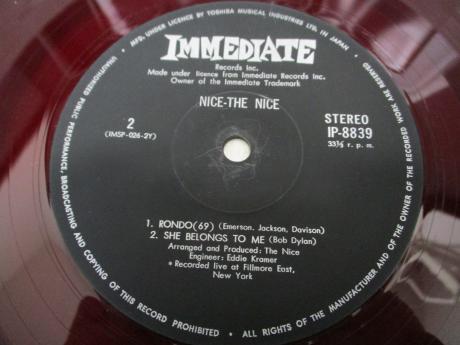 • MFD. UNDER LICENCE BY TOSHIBA MUSICAL INDUSTRIES LTD. IN JAPAN •
IMMEDIATE
Records Inc.
Made under licence from Immediate Records Inc.
Owner of the Immediate Trademark
NICE-THE NICE
2
(IMSP-026-2Y)
STEREO
IP-8839
33⅓ r. p. m.
1. RONDO(69) (Emerson. Jackson, Davison)
2. SHE BELONGS TO ME (Bob Dylan)
Arranged and Produced: The Nice
Engineer: Eddie Kramer
* Recorded live at Fillmore East,
New York
UNAUTHORIZED PUBLIC PERFORMANCE, BROADCASTING AND COPYING OF THIS RECORD PROHIBITED • ALL RIGHTS OF THE MANUFACTURER AND OF THE OWNER OF THE RECORDED WORK ARE RESERVED